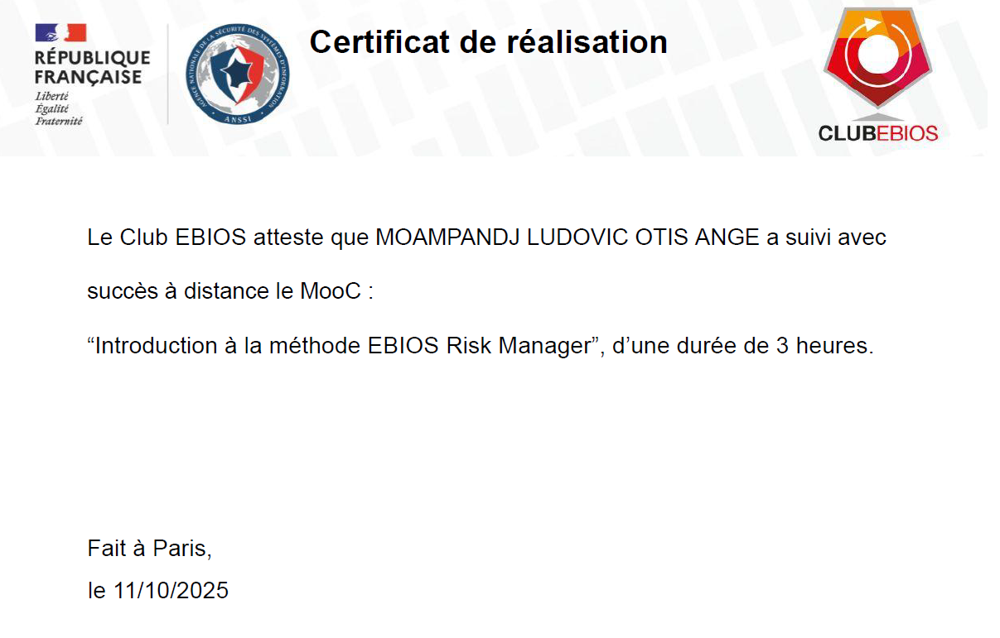 RÉPUBLIQUE
FRANÇAISE
Liberté
Égalité
Fraternité
AGENCE NATIONALE DE LA SÉCURITÉ DES SYSTÈMES D'INFORMATION
ANSSI
Certificat de réalisation
CLUBEBIOS
Le Club EBIOS atteste que MOAMPANDJ LUDOVIC OTIS ANGE a suivi avec
succès à distance le MooC :
“Introduction à la méthode EBIOS Risk Manager”, d’une durée de 3 heures.
Fait à Paris,
le 11/10/2025